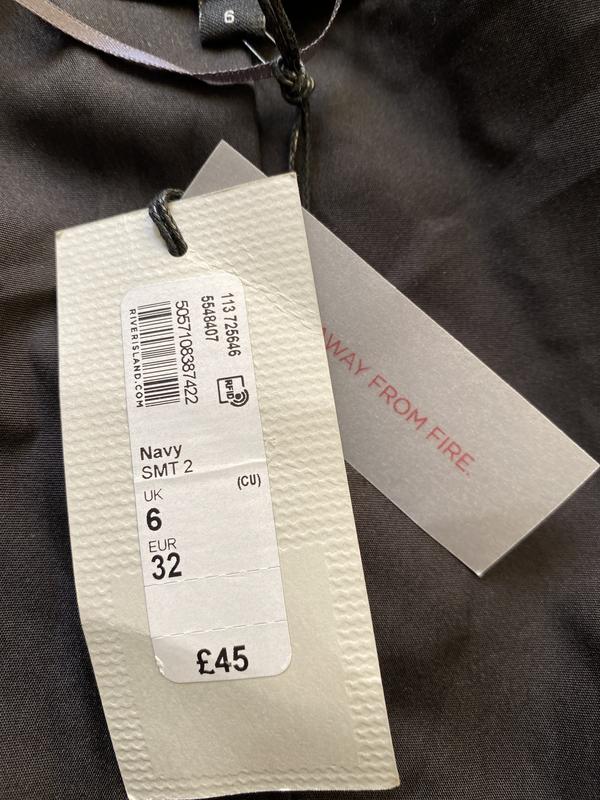 6
113 725646
5548407
RFID
5057108387422
RIVERISLAND.COM
Navy
SMT 2
(CU)
UK
6
EUR
32
£45
AWAY FROM FIRE.